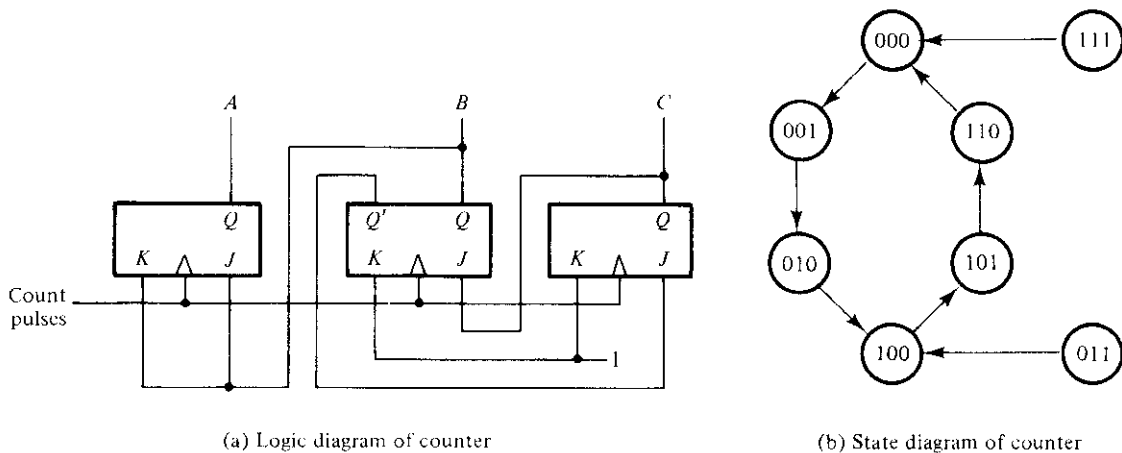 A B C
Q Q' Q Q
K J K J K J
Count
pulses
1
(a) Logic diagram of counter
000 111
001 110
010 101
100 011
(b) State diagram of counter